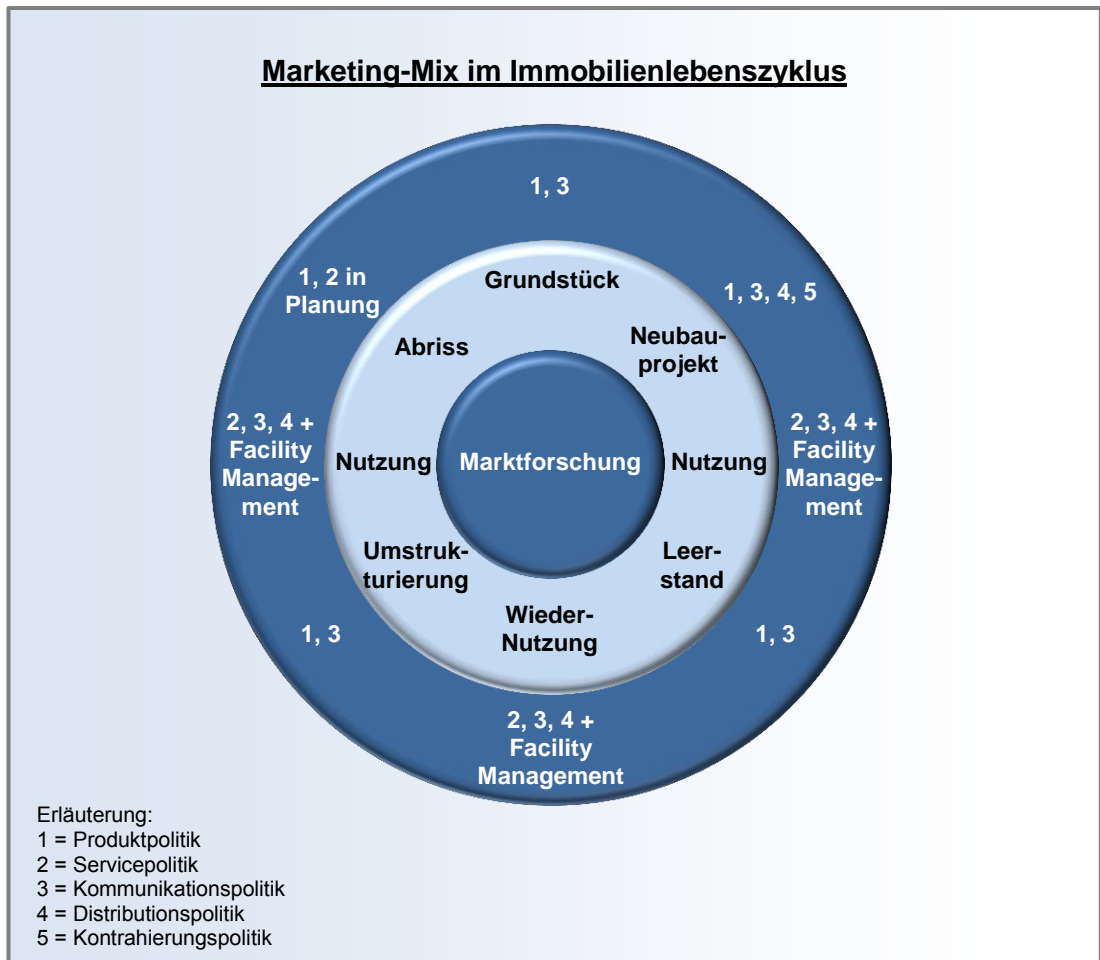 Marketing-Mix im Immobilienlebenszyklus
1, 3
1, 2 in
Planung
Grundstück
1, 3, 4, 5
Abriss
Neubau-
projekt
2, 3, 4 +
Facility
Manage-
ment
Nutzung
Marktforschung
Nutzung
2, 3, 4 +
Facility
Manage-
ment
Umstruk-
turierung
Leer-
stand
1, 3
Wieder-
Nutzung
1, 3
2, 3, 4 +
Facility
Management
Erläuterung:
1 = Produktpolitik
2 = Servicepolitik
3 = Kommunikationspolitik
4 = Distributionspolitik
5 = Kontrahierungspolitik